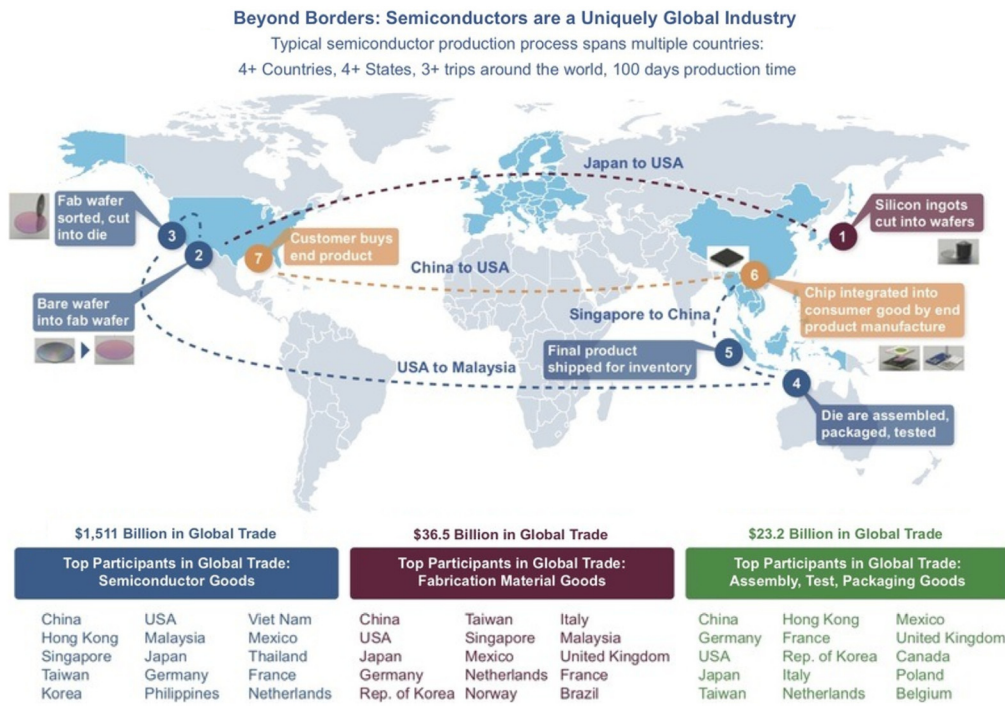 Beyond Borders: Semiconductors are a Uniquely Global Industry
Typical semiconductor production process spans multiple countries:
4+ Countries, 4+ States, 3+ trips around the world, 100 days production time
Japan to USA
Fab wafer
sorted, cut
into die
3
2
Bare wafer
into fab wafer
7
Customer buys
end product
China to USA
USA to Malaysia
Singapore to China
Silicon ingots
cut into wafers
1
6
Chip integrated into
consumer good by end
product manufacture
Final product
shipped for inventory
5
4
Die are assembled,
packaged, tested
$1,511 Billion in Global Trade
Top Participants in Global Trade:
Semiconductor Goods
China USA Viet Nam
Hong Kong Malaysia Mexico
Singapore Japan Thailand
Taiwan Germany France
Korea Philippines Netherlands
$36.5 Billion in Global Trade
Top Participants in Global Trade:
Fabrication Material Goods
China Taiwan Italy
USA Singapore Malaysia
Japan Mexico United Kingdom
Germany Netherlands France
Rep. of Korea Norway Brazil
$23.2 Billion in Global Trade
Top Participants in Global Trade:
Assembly, Test, Packaging Goods
China Hong Kong Mexico
Germany France United Kingdom
USA Rep. of Korea Canada
Japan Italy Poland
Taiwan Netherlands Belgium